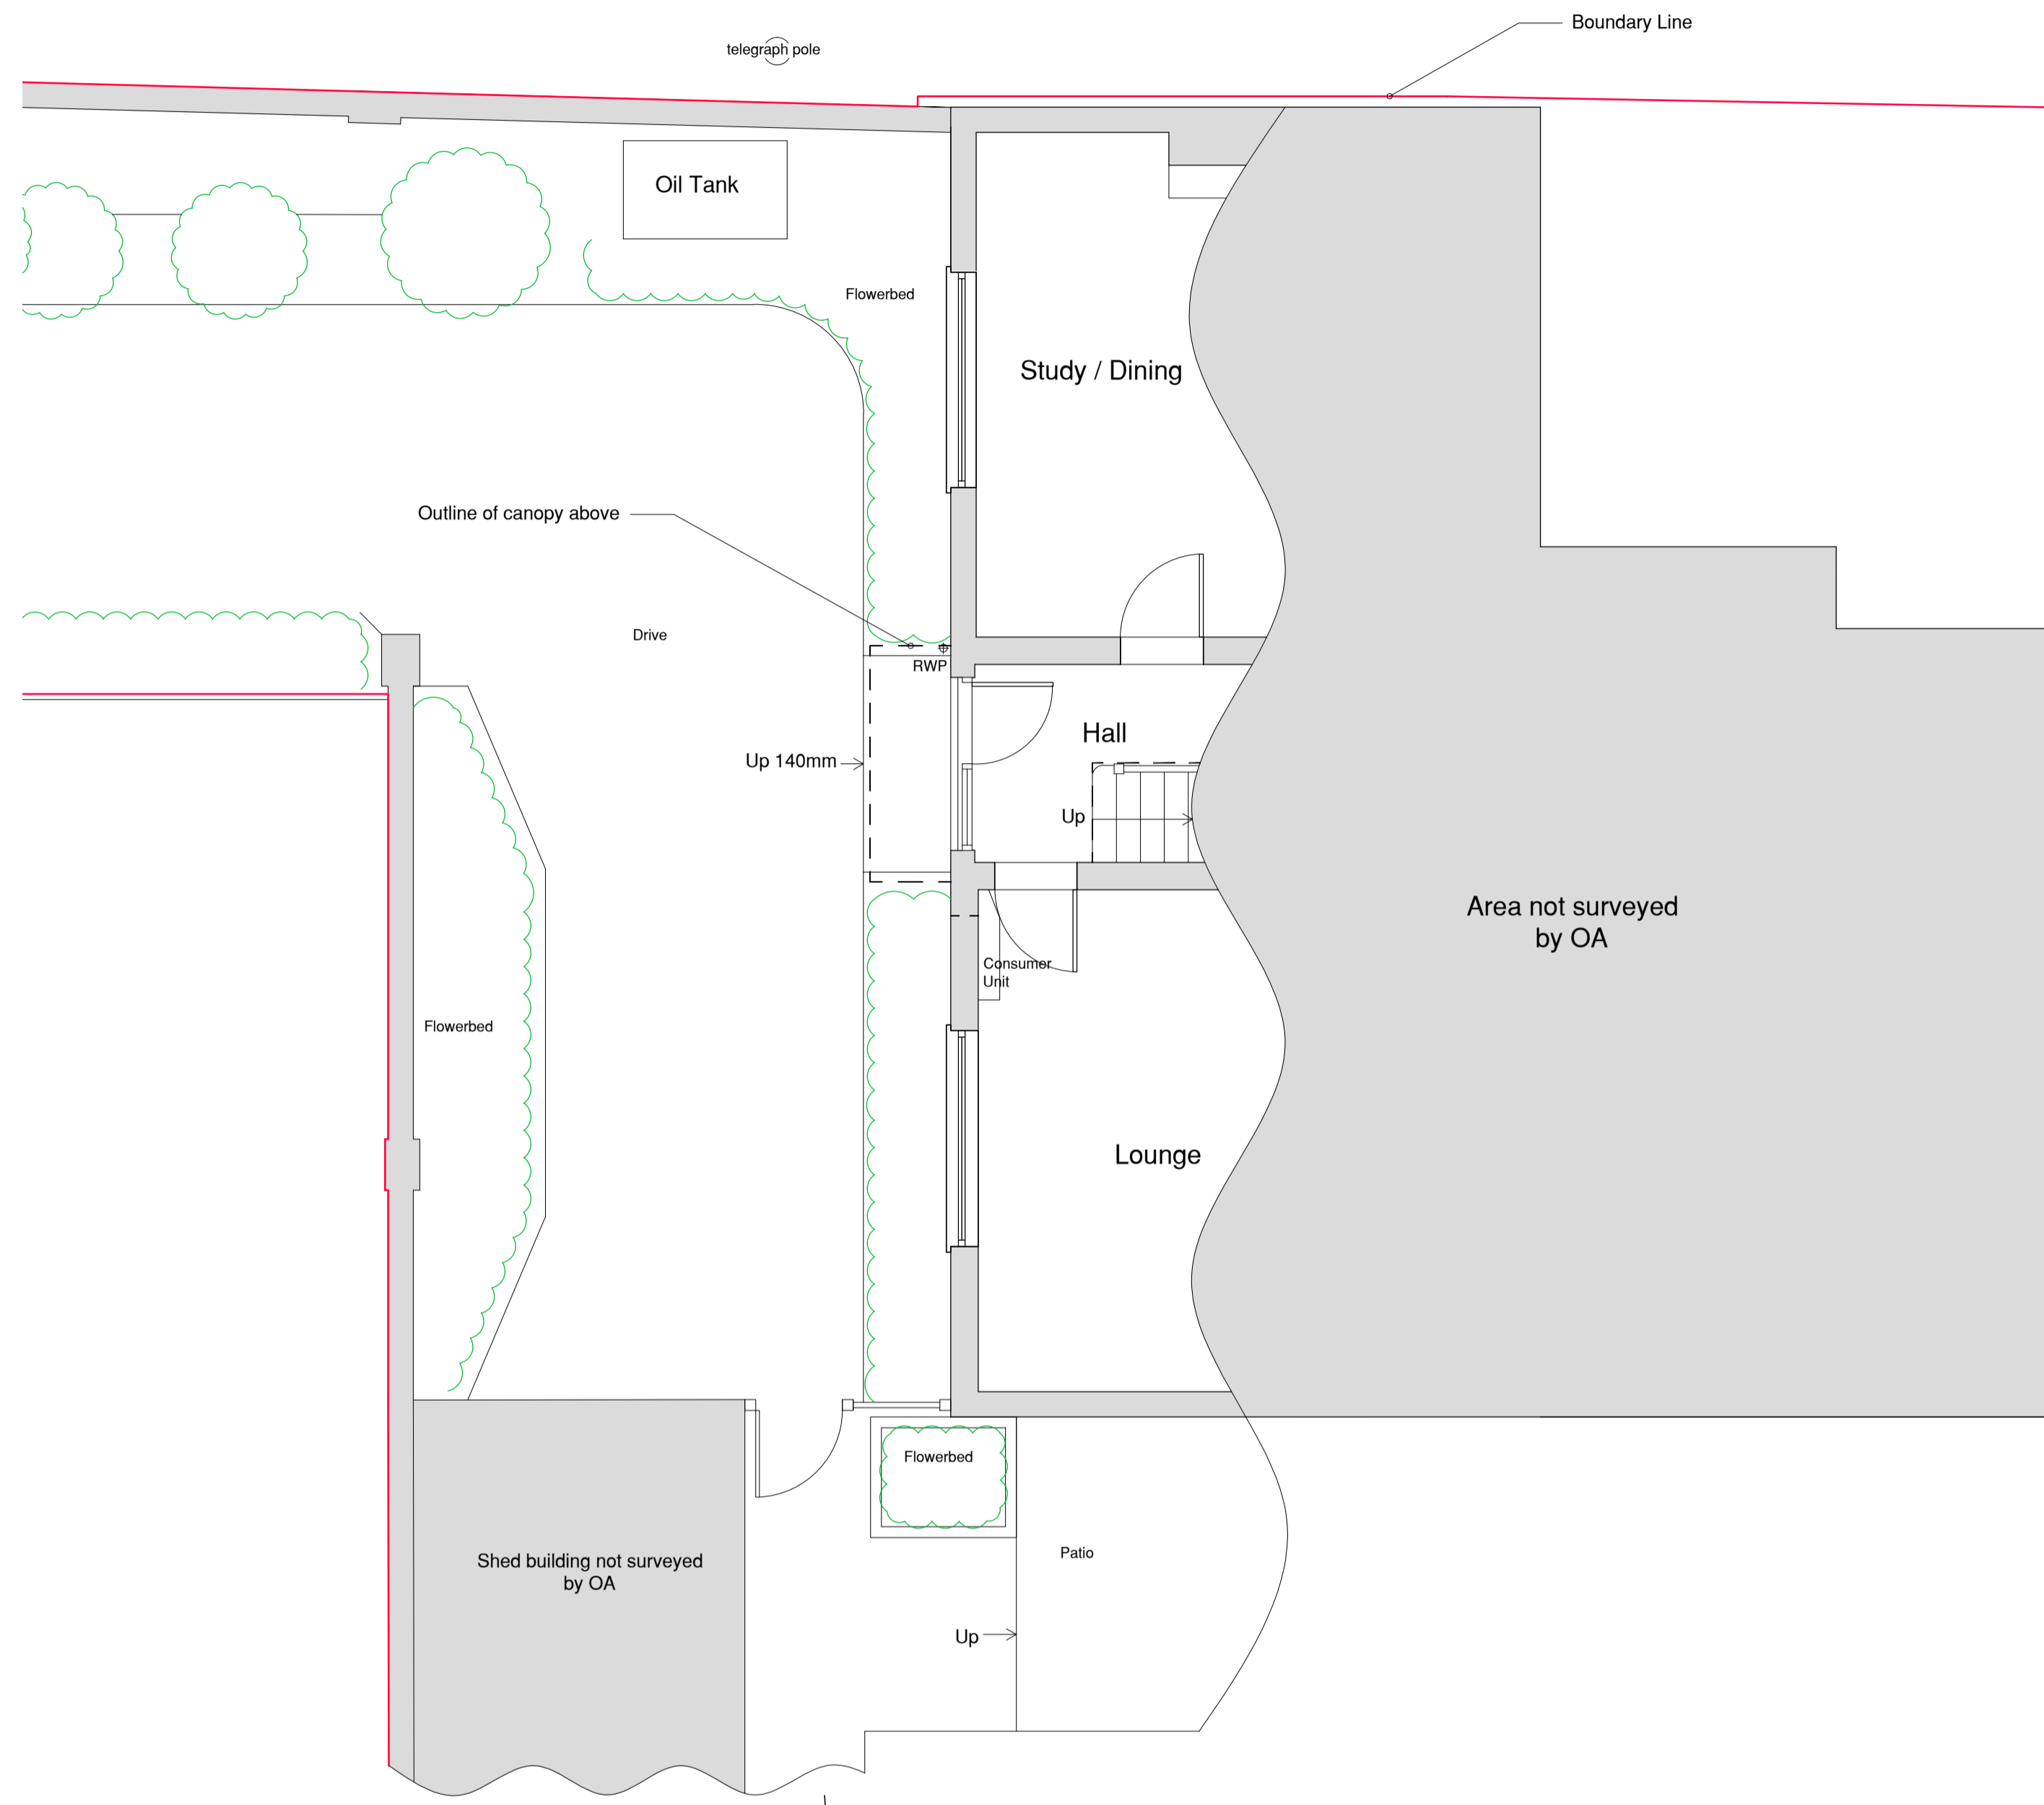 Boundary Line
telegraph pole
Oil Tank
Flowerbed
Study / Dining
Outline of canopy above
Drive
RWP
Hall
Up 140mm
Up
Area not surveyed
by OA
Consumer
Unit
Flowerbed
Lounge
Flowerbed
Patio
Shed building not surveyed
by OA
Up